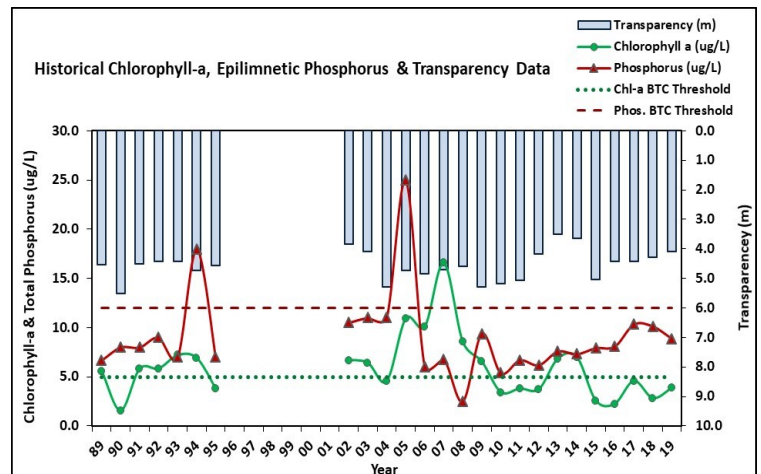 Transparency (m)
Chlorophyll a (ug/L)
Phosphorus (ug/L)
Chl-a BTC Threshold
Phos. BTC Threshold
Historical Chlorophyll-a, Epilimnetic Phosphorus & Transparency Data
30.0
25.0
20.0
15.0
10.0
5.0
0.0
Chlorophyll-a & Total Phosphorus (ug/L)
0.0
1.0
2.0
3.0
4.0
5.0
6.0
7.0
8.0
9.0
10.0
Transparencey (m)
89 90 91 92 93 94 95 96 97 98 99 00 01 02 03 04 05 06 07 08 09 10 11 12 13 14 15 16 17 18 19
Year